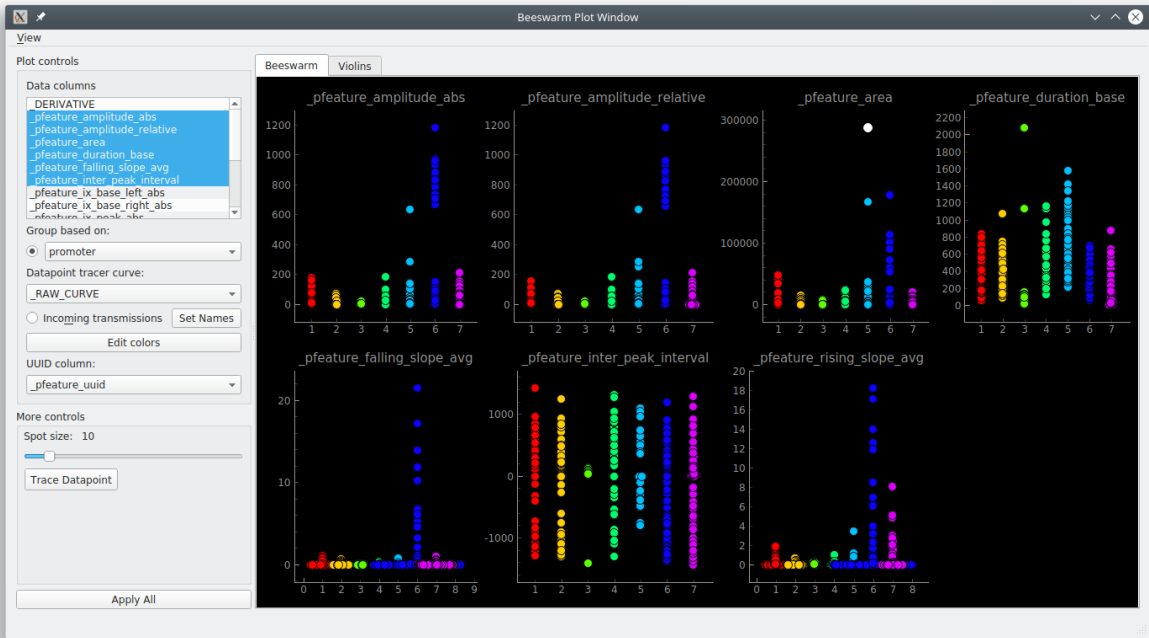 Beeswarm Plot Window
View
Plot controls
Data columns
_DERIVATIVE
_pfeature_amplitude_abs
_pfeature_amplitude_relative
_pfeature_area
_pfeature_duration_base
_pfeature_falling_slope_avg
_pfeature_inter_peak_interval
_pfeature_ix_base_left_abs
_pfeature_ix_base_right_abs
_pfeature_ix_peak_abs
Group based on:
promoter
Datapoint tracer curve:
_RAW_CURVE
Incoming transmissions
Set Names
Edit colors
UUID column:
_pfeature_uuid
More controls
Spot size: 10
Trace Datapoint
Apply All
Beeswarm
Violins
_pfeature_amplitude_abs
1200
1000
800
600
400
200
0
1 2 3 4 5 6 7
_pfeature_amplitude_relative
1200
1000
800
600
400
200
0
1 2 3 4 5 6 7
_pfeature_area
300000
200000
100000
0
1 2 3 4 5 6 7
_pfeature_duration_base
2200
2000
1800
1600
1400
1200
1000
800
600
400
200
0
1 2 3 4 5 6 7
_pfeature_falling_slope_avg
20
10
0
0 1 2 3 4 5 6 7 8 9
_pfeature_inter_peak_interval
1000
0
-1000
1 2 3 4 5 6 7
_pfeature_rising_slope_avg
20
18
16
14
12
10
8
6
4
2
0
0 1 2 3 4 5 6 7 8